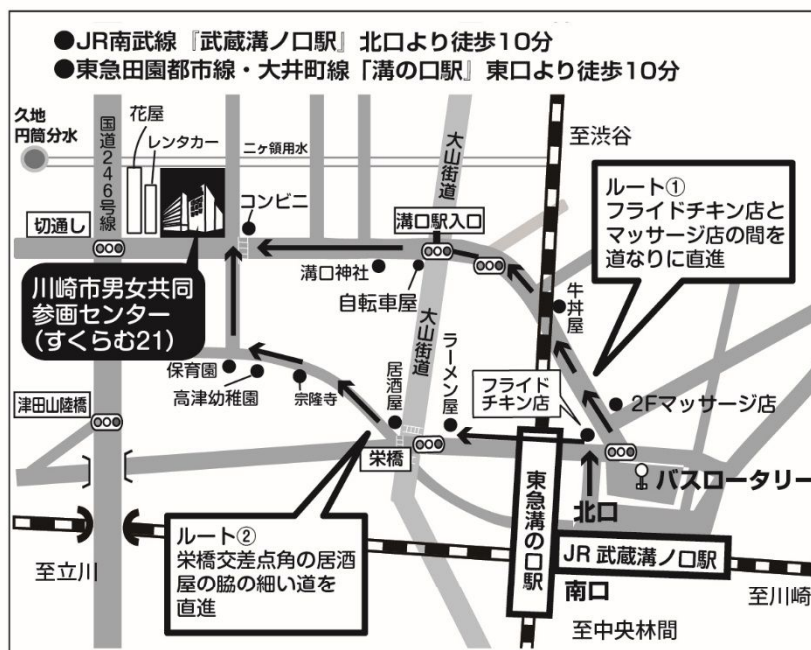 ●JR南武線『武蔵溝ノ口駅』北口より徒歩10分
●東急田園都市線・大井町線「溝の口駅」東口より徒歩10分
久地
円筒分水
国道246号線
花屋
レンタカー
二ヶ領用水
大山街道
至渋谷
コンビニ
ルート①
フライドチキン店と
マッサージ店の間を
道なりに直進
切通し
溝口駅入口
溝口神社
自転車屋
牛丼屋
川崎市男女共同
参画センター
(すくらむ21)
大山街道
ラーメン屋
居酒屋
保育園
高津幼稚園
宗隆寺
フライド
チキン店
2Fマッサージ店
津田山陸橋
栄橋
バスロータリー
北口
東急溝の口駅
ルート②
栄橋交差点角の居酒
屋の脇の細い道を
直進
JR 武蔵溝ノ口駅
至立川
南口
至川崎
至中央林間